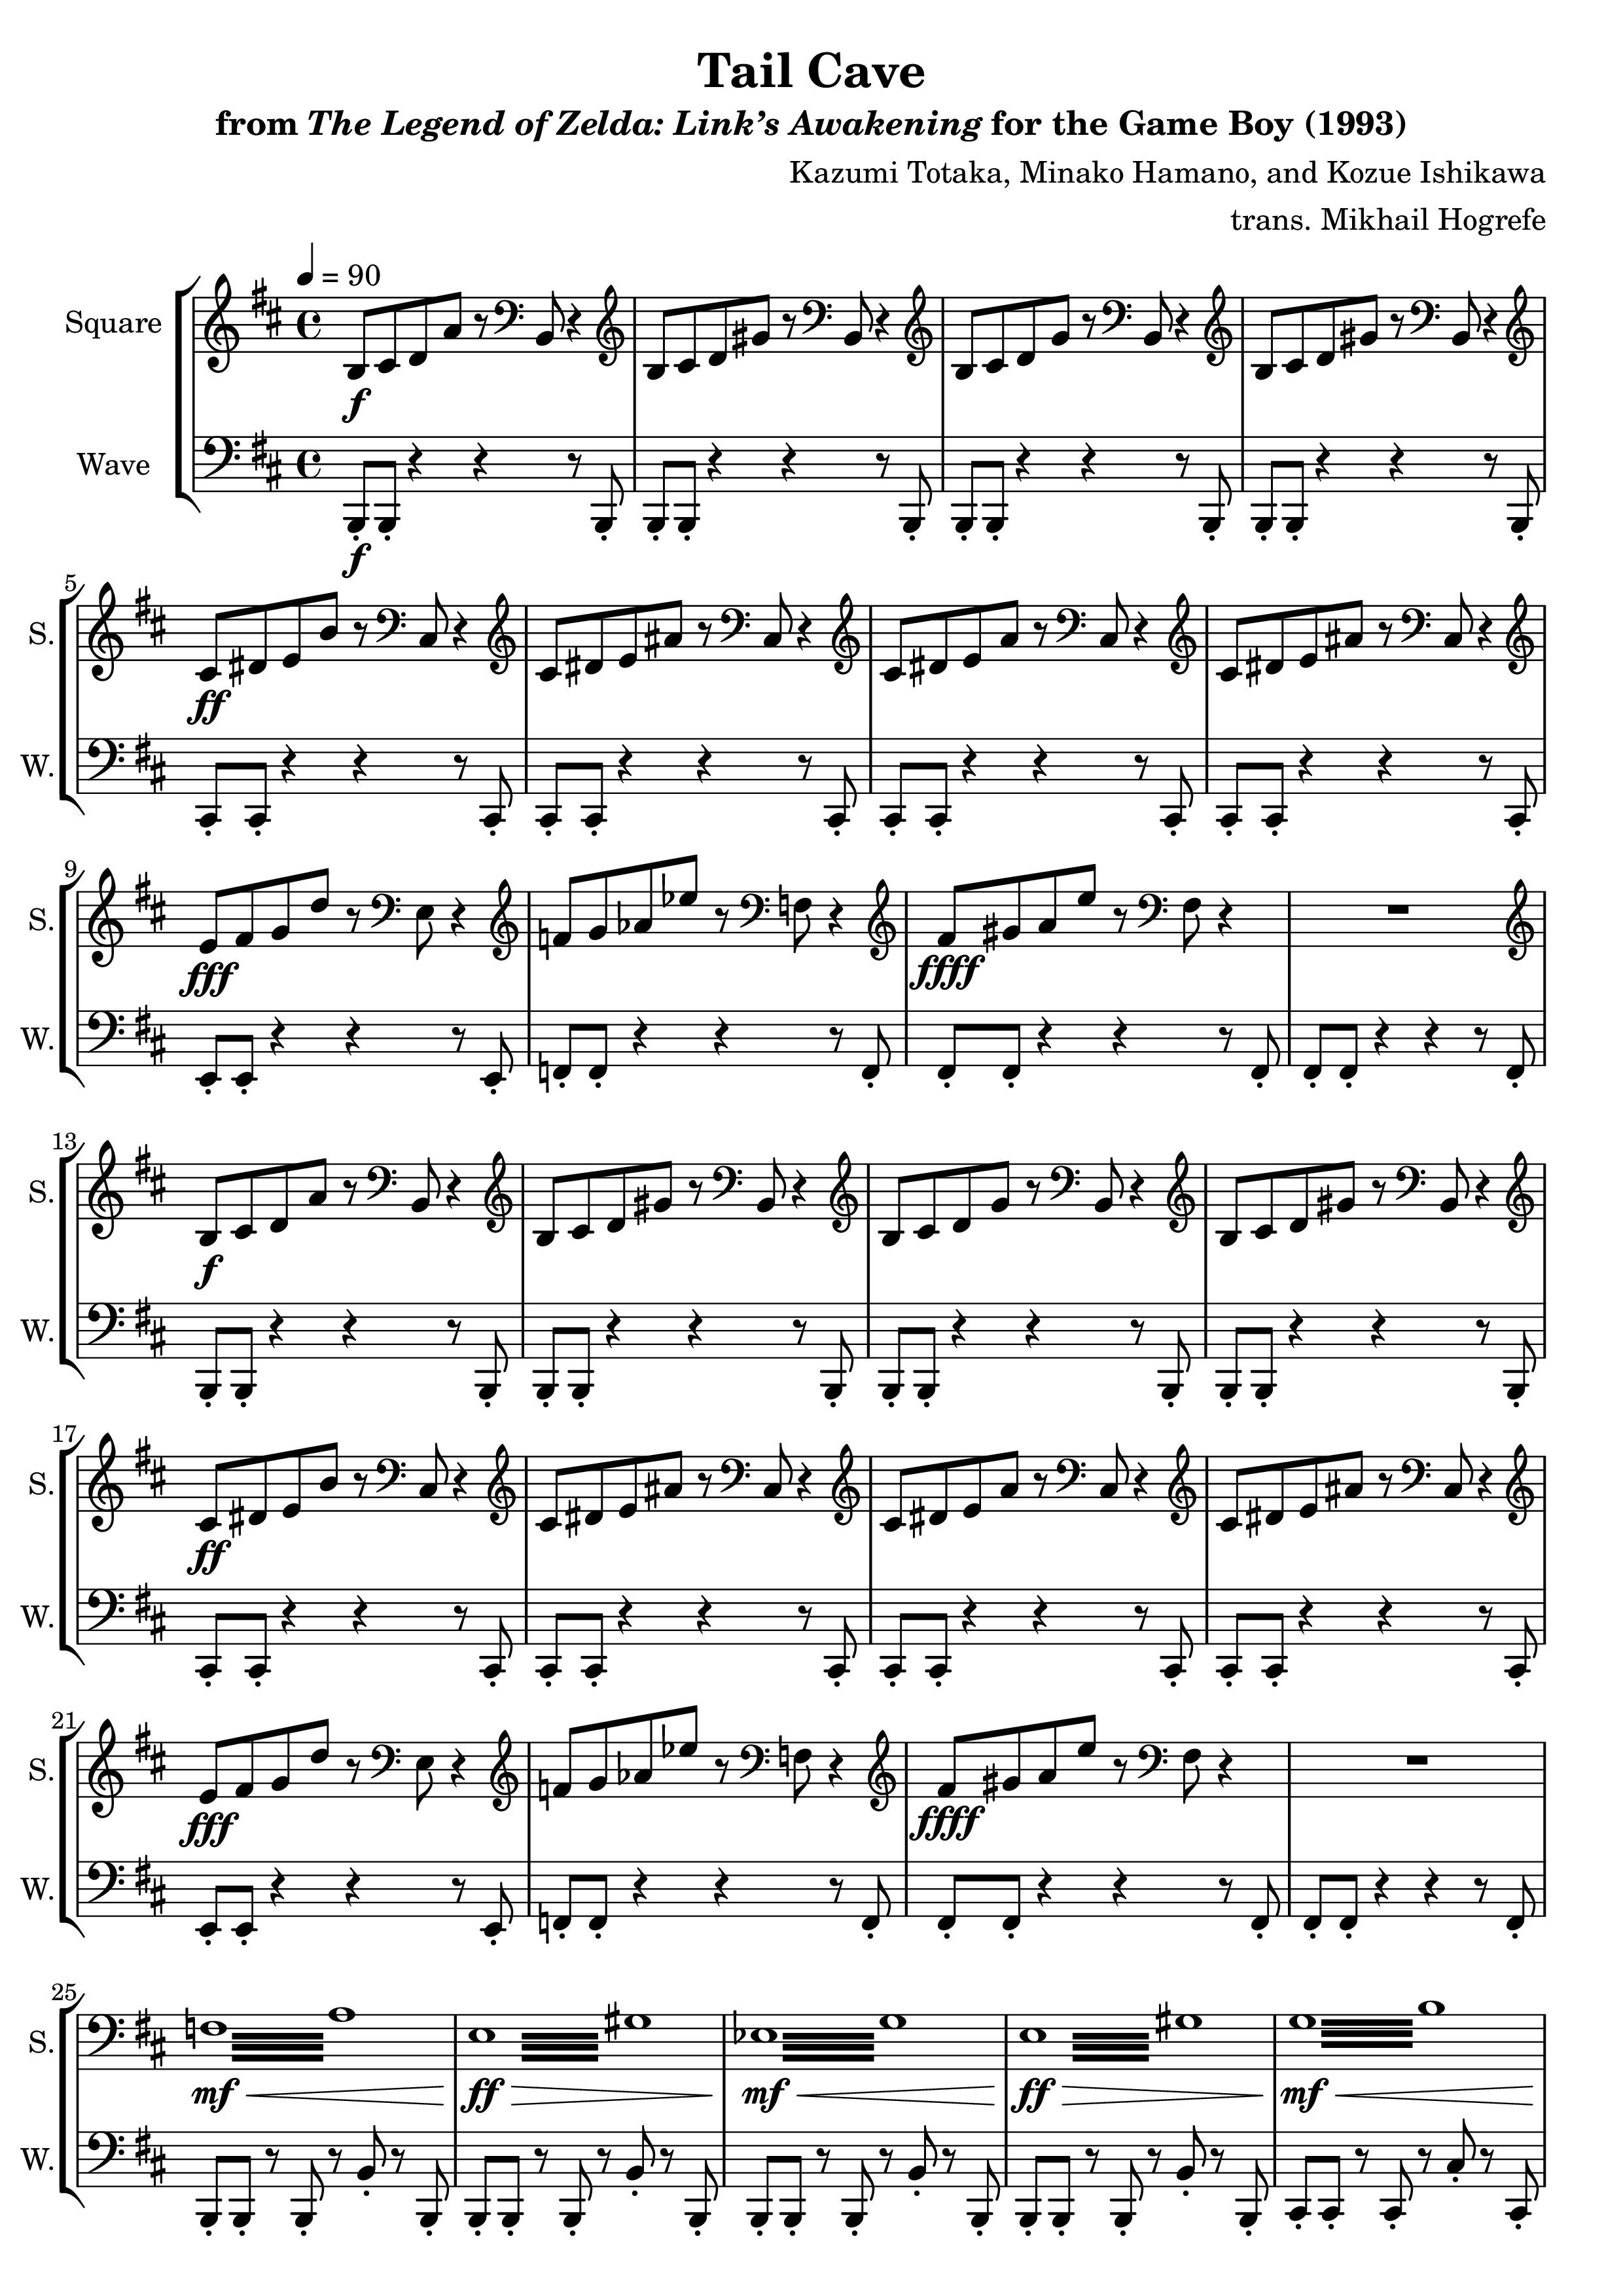 Tail Cave
from The Legend of Zelda: Link’s Awakening for the Game Boy (1993)
Kazumi Totaka, Minako Hamano, and Kozue Ishikawa
trans. Mikhail Hogrefe
= 90
Square
f
Wave
f
5
S.
ff
W.
9
S.
fff
ffff
W.
13
S.
f
W.
17
S.
ff
W.
21
S.
fff
ffff
W.
25
S.
mf ff mf ff mf
W.